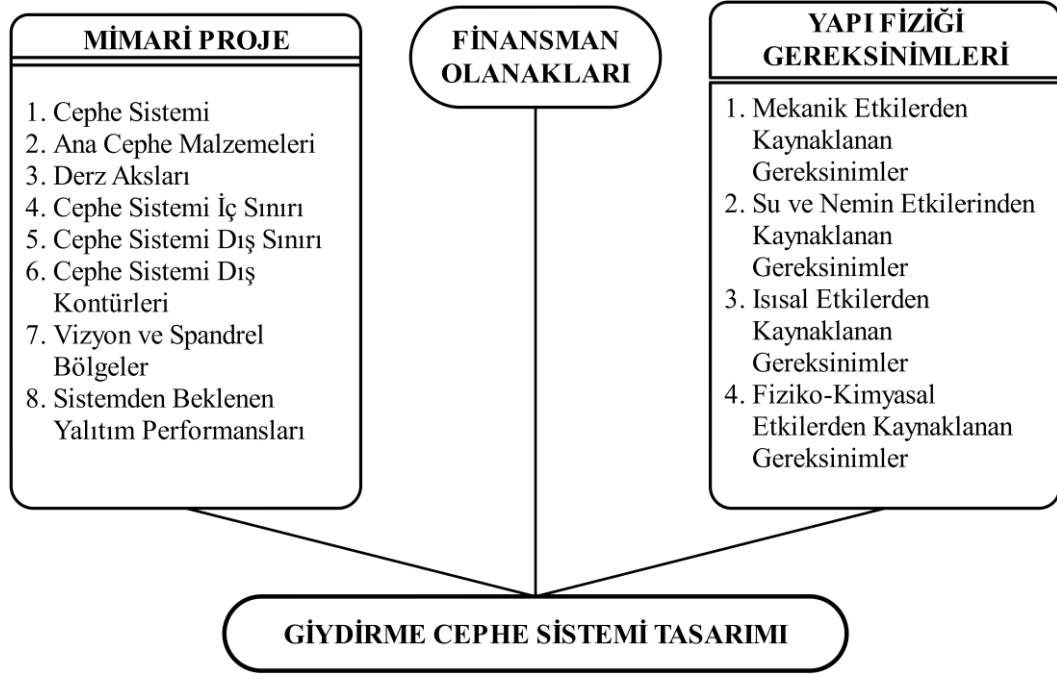 MİMARİ PROJE
1. Cephe Sistemi
2. Ana Cephe Malzemeleri
3. Derz Aksları
4. Cephe Sistemi İç Sınırı
5. Cephe Sistemi Dış Sınırı
6. Cephe Sistemi Dış
Kontürleri
7. Vizyon ve Spandrel
Bölgeler
8. Sistemden Beklenen
Yalıtım Performansları
FİNANSMAN
OLANAKLARI
YAPI FİZİĞİ
GEREKSİNİMLERİ
1. Mekanik Etkilerden
Kaynaklanan
Gereksinimler
2. Su ve Nemin Etkilerinden
Kaynaklanan
Gereksinimler
3. Isısal Etkilerden
Kaynaklanan
Gereksinimler
4. Fiziko-Kimyasal
Etkilerden Kaynaklanan
Gereksinimler
GİYDİRME CEPHE SİSTEMİ TASARIMI